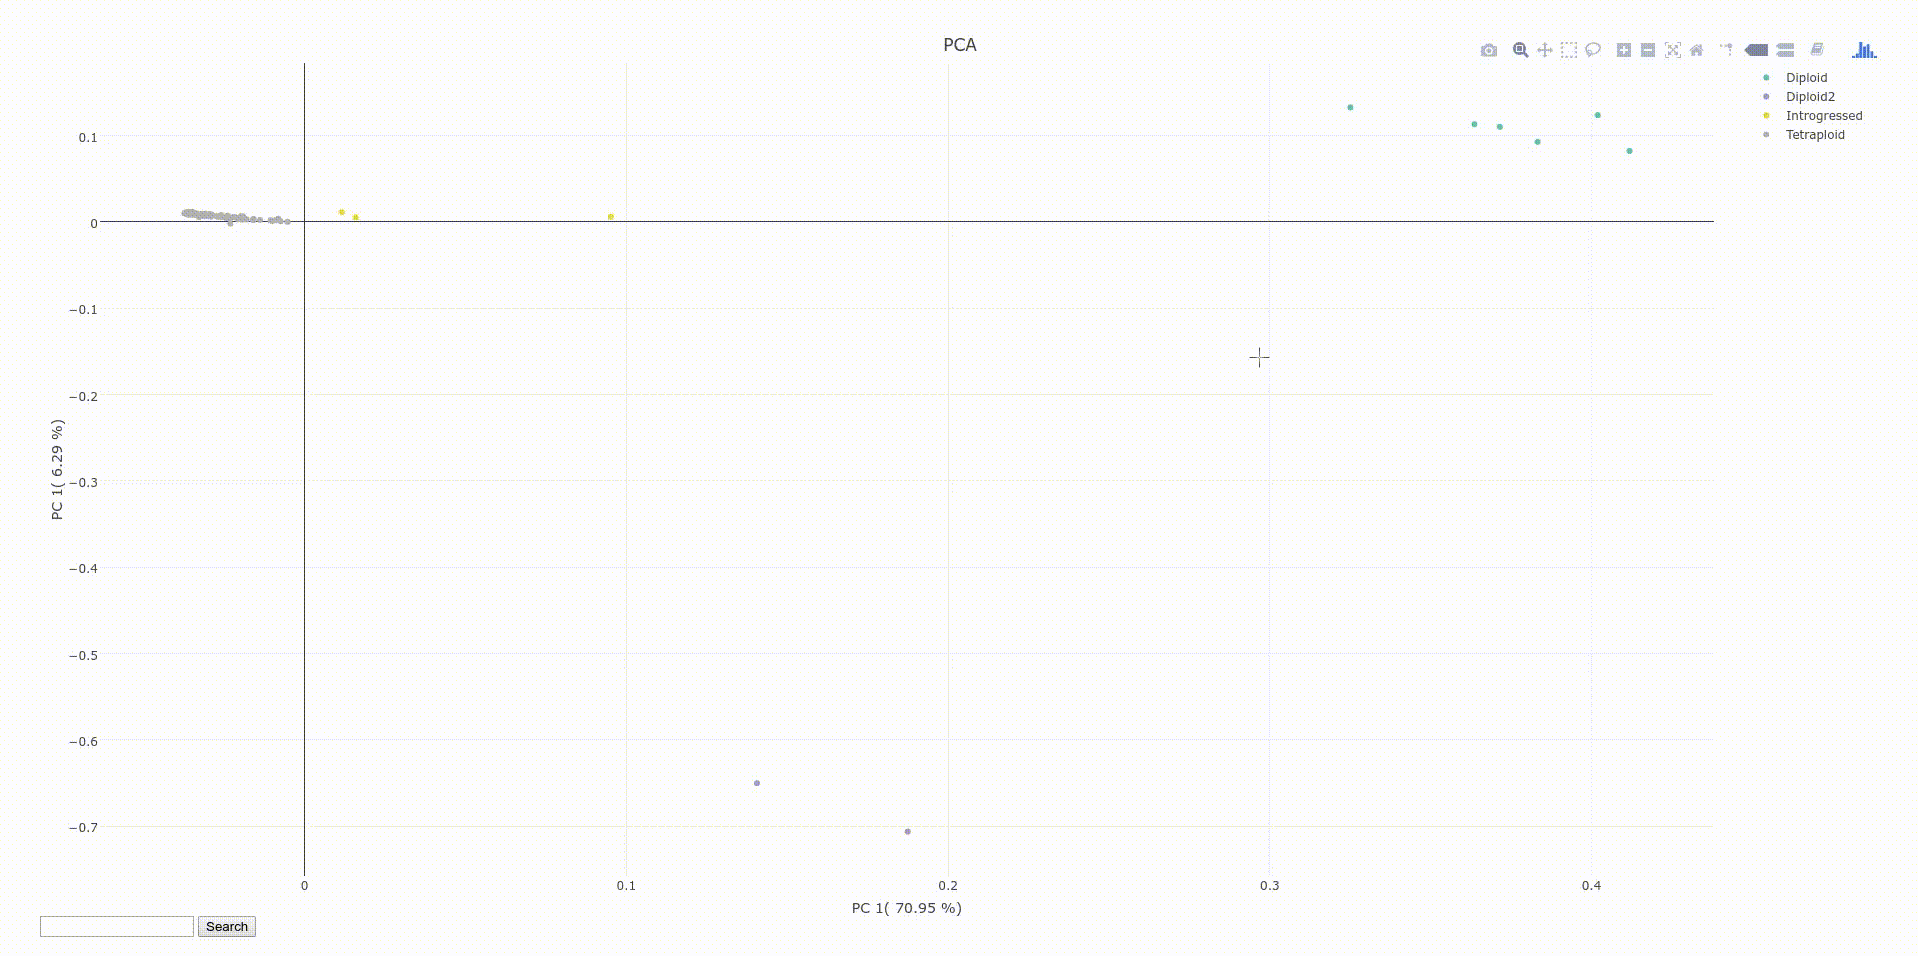 PCA
Diploid
Diploid2
Introgressed
Tetraploid
0.1
0
−0.1
−0.2
−0.3
−0.4
−0.5
−0.6
−0.7
PC 1( 6.29 %)
0
0.1
0.2
0.3
0.4
PC 1( 70.95 %)
Search